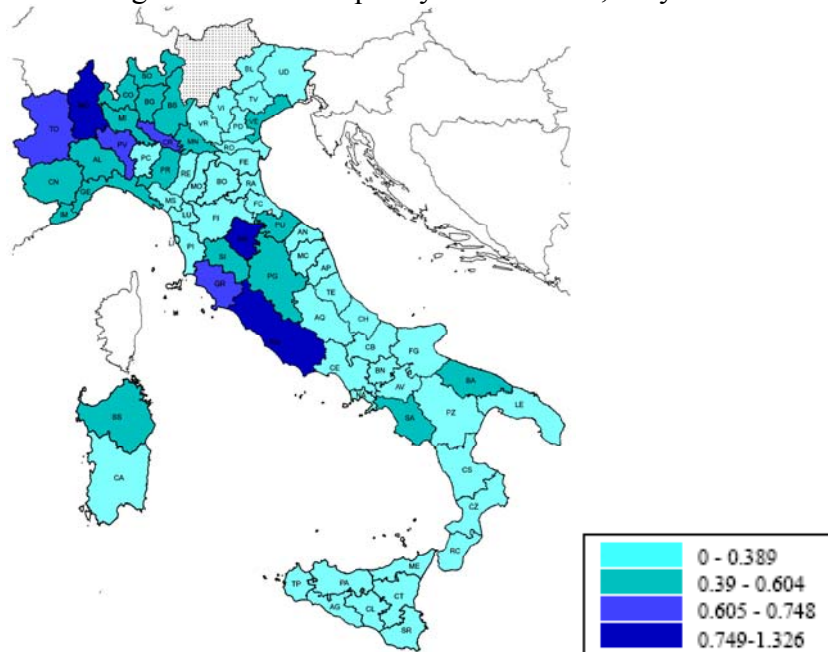 BL UD
SO
CO BG BS VI TV
TO MI VR PD VE
PV CR MN RO
AL PC PR FE
CN RE MO BO RA
GE MS FC
IM LU FI PU
PI AN
SI MC
GR PG AP
TE
AQ
CH
CB FG
CE BN BA
AV
SA PZ LE
SS
CA CS
CZ
RC
ME
TP PA
CT
AG CL
SR
0 - 0.389
0.39 - 0.604
0.605 - 0.748
0.749-1.326